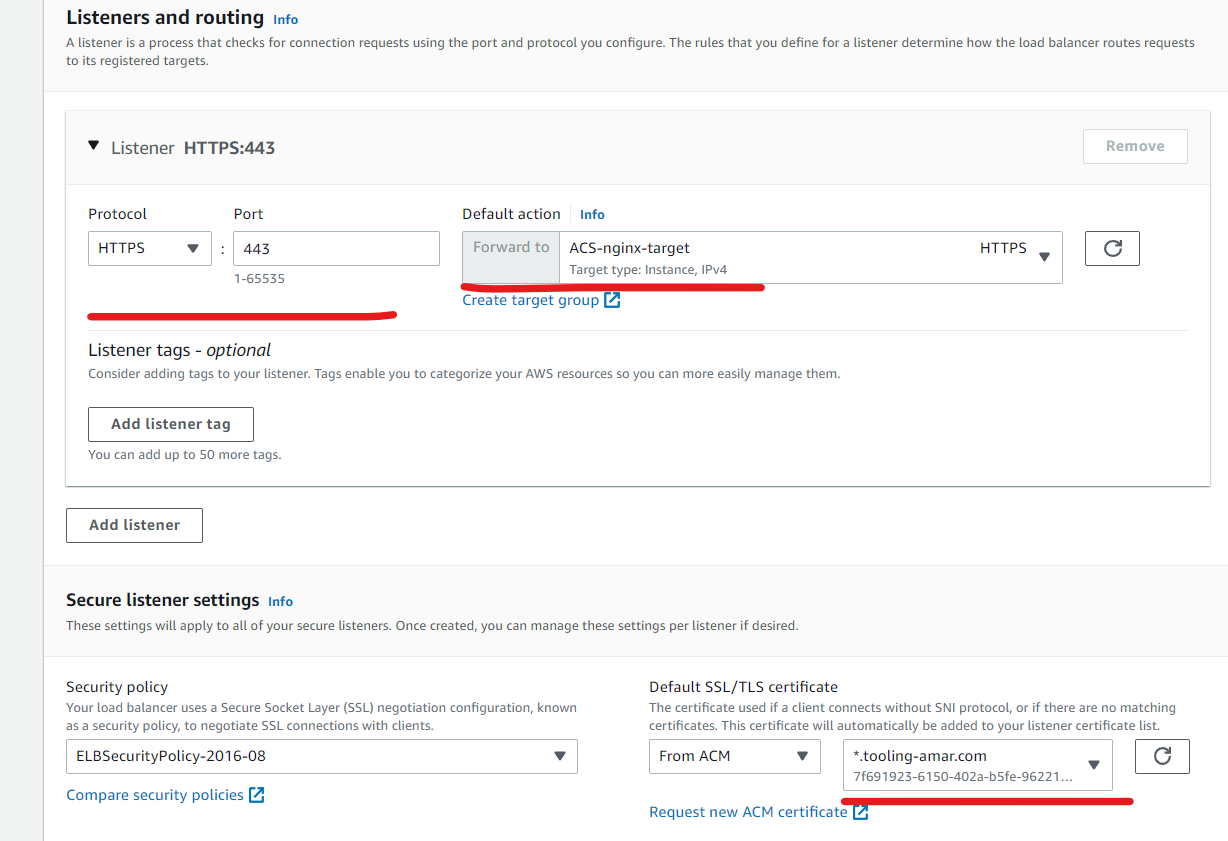 Listeners and routing Info
A listener is a process that checks for connection requests using the port and protocol you configure. The rules that you define for a listener determine how the load balancer routes requests
to its registered targets.
Listener HTTPS:443
Remove
Protocol
Port
Default action Info
HTTPS
:
443
Forward to
ACS-nginx-target
HTTPS
Target type: Instance, IPv4
1-65535
Create target group
Listener tags - optional
Consider adding tags to your listener. Tags enable you to categorize your AWS resources so you can more easily manage them.
Add listener tag
You can add up to 50 more tags.
Add listener
Secure listener settings Info
These settings will apply to all of your secure listeners. Once created, you can manage these settings per listener if desired.
Security policy
Your load balancer uses a Secure Socket Layer (SSL) negotiation configuration, known
as a security policy, to negotiate SSL connections with clients.
ELBSecurityPolicy-2016-08
Compare security policies
Default SSL/TLS certificate
The certificate used if a client connects without SNI protocol, or if there are no matching
certificates. This certificate will automatically be added to your listener certificate list.
From ACM
*.tooling-amar.com
7f691923-6150-402a-b5fe-96221...
Request new ACM certificate